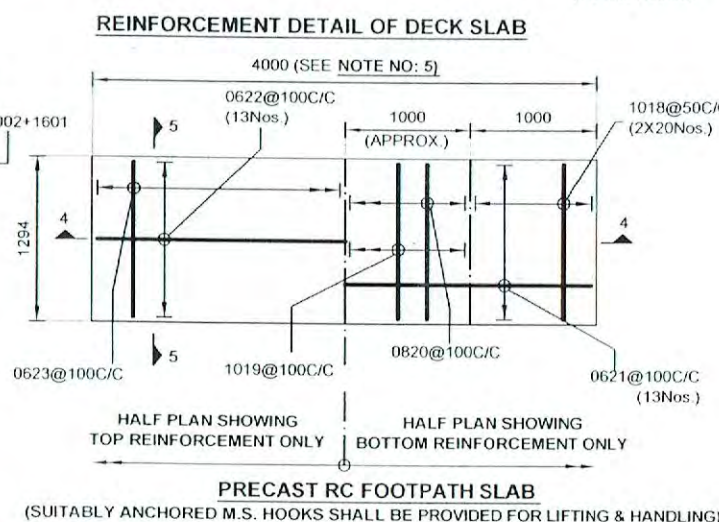 REINFORCEMENT DETAIL OF DECK SLAB
4000 (SEE NOTE NO: 5)
0622@100C/C
(13Nos.)
002+1601
5
1000
(APPROX.)
1000
1018@50C/C
(2X20Nos.)
4
4
1294
5
0623@100C/C
1019@100C/C
0820@100C/C
0621@100C/C
(13Nos.)
HALF PLAN SHOWING
TOP REINFORCEMENT ONLY
HALF PLAN SHOWING
BOTTOM REINFORCEMENT ONLY
PRECAST RC FOOTPATH SLAB
(SUITABLY ANCHORED M.S. HOOKS SHALL BE PROVIDED FOR LIFTING & HANDLING)